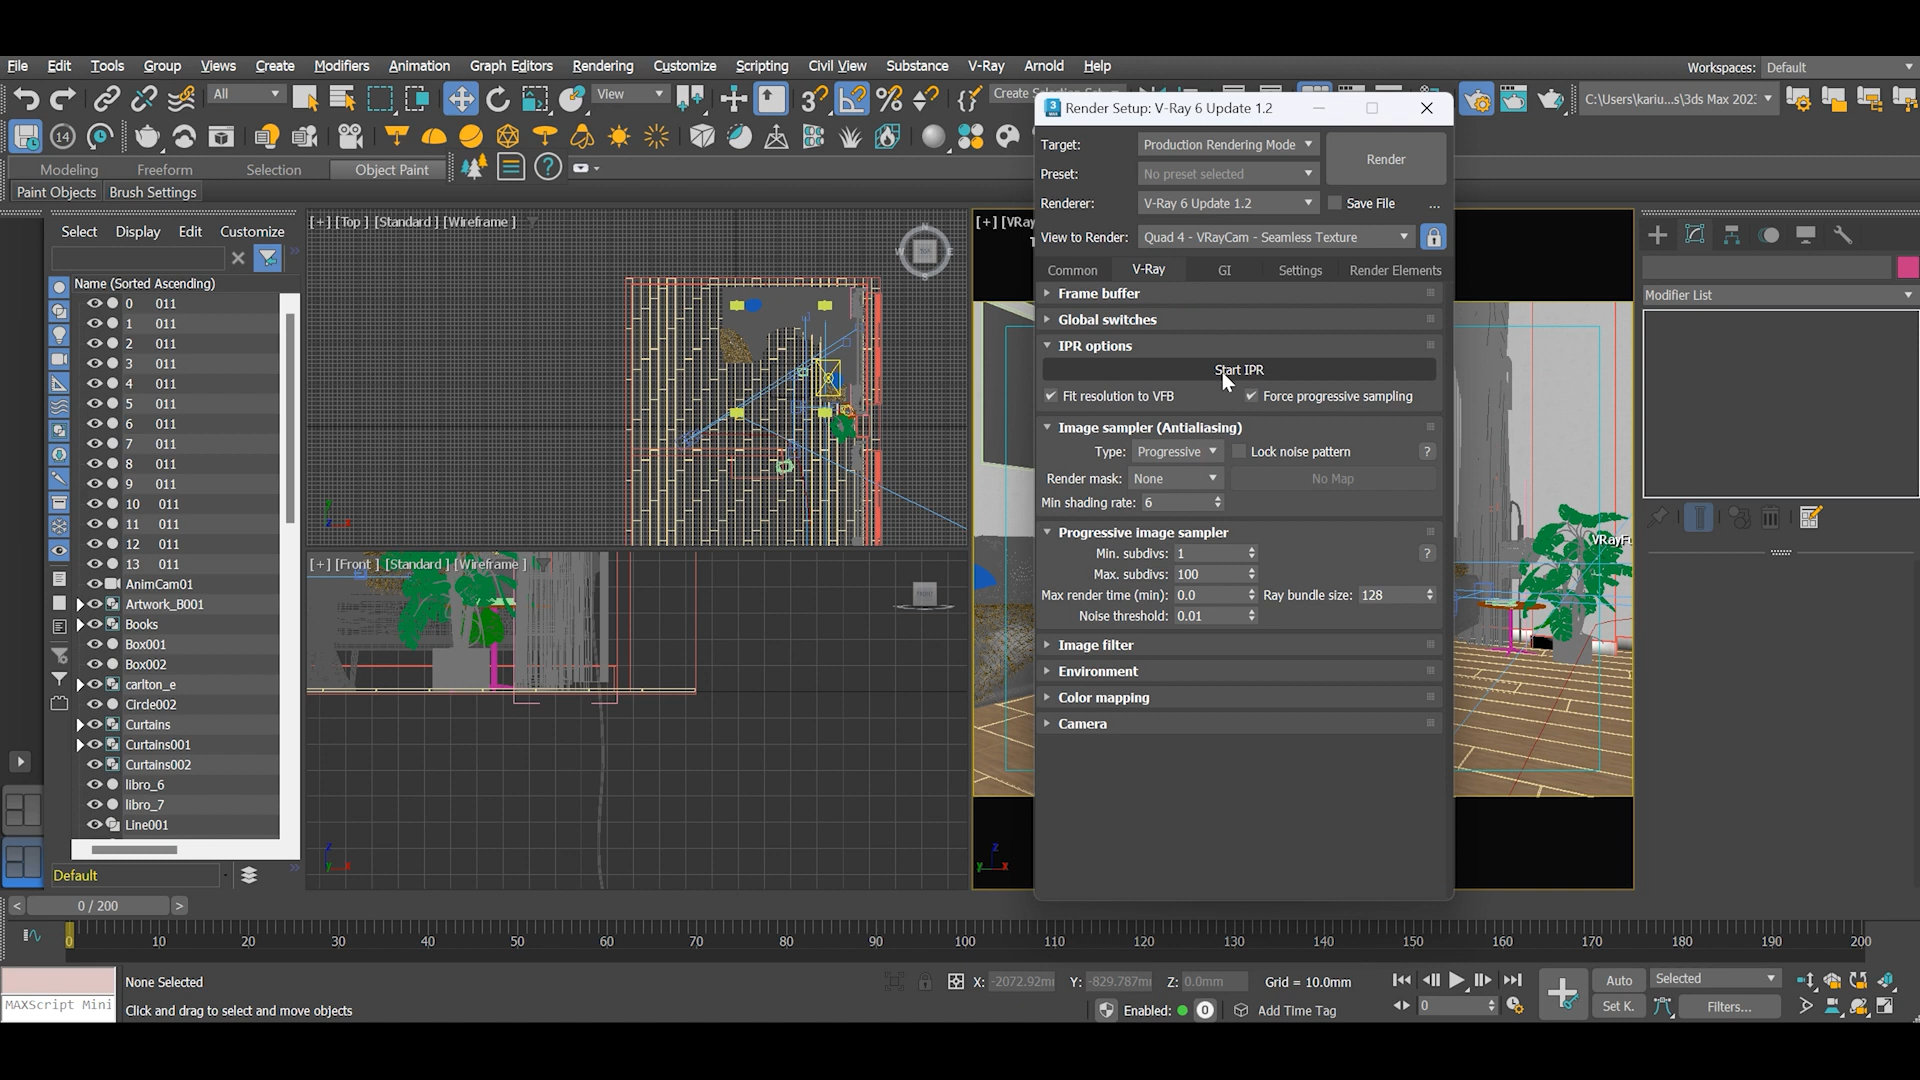 File Edit Tools Group Views Create Modifiers Animation Graph Editors Rendering Customize Scripting Civil View Substance V-Ray Arnold Help
Workspaces: Default
All
View
C:\Users\kariu...s\3ds Max 202:
14
Modeling Freeform Selection Object Paint
Paint Objects Brush Settings
Select Display Edit Customize
Name (Sorted Ascending)
0 011
1 011
2 011
3 011
4 011
5 011
6 011
7 011
8 011
9 011
10 011
11 011
12 011
13 011
AnimCam01
Artwork_B001
Books
Box001
Box002
carlton_e
Circle002
Curtains
Curtains001
Curtains002
libro_6
libro_7
Line001
Default
[+] [Top ] [Standard ] [Wireframe ]
[+] [Front ] [Standard ] [Wireframe ]
FRONT
[+] [VRay
VRayFu
Render Setup: V-Ray 6 Update 1.2
Target: Production Rendering Mode
Render
Preset: No preset selected
Renderer: V-Ray 6 Update 1.2
Save File ...
View to Render: Quad 4 - VRayCam - Seamless Texture
Common V-Ray GI Settings Render Elements
Frame buffer
Global switches
IPR options
Start IPR
Fit resolution to VFB Force progressive sampling
Image sampler (Antialiasing)
Type: Progressive Lock noise pattern ?
Render mask: None No Map
Min shading rate: 6
Progressive image sampler
Min. subdivs: 1 ?
Max. subdivs: 100
Max render time (min): 0.0 Ray bundle size: 128
Noise threshold: 0.01
Image filter
Environment
Color mapping
Camera
Modifier List
< 0 / 200 >
0 10 20 30 40 50 60 70 80 90 100 110 120 130 140 150 160 170 180 190 200
None Selected
X: -2072.92m Y: -829.787m Z: 0.0mm Grid = 10.0mm
Auto Selected
MAXScript Mini
Click and drag to select and move objects
Enabled: 0 Add Time Tag
0
Set K. Filters...